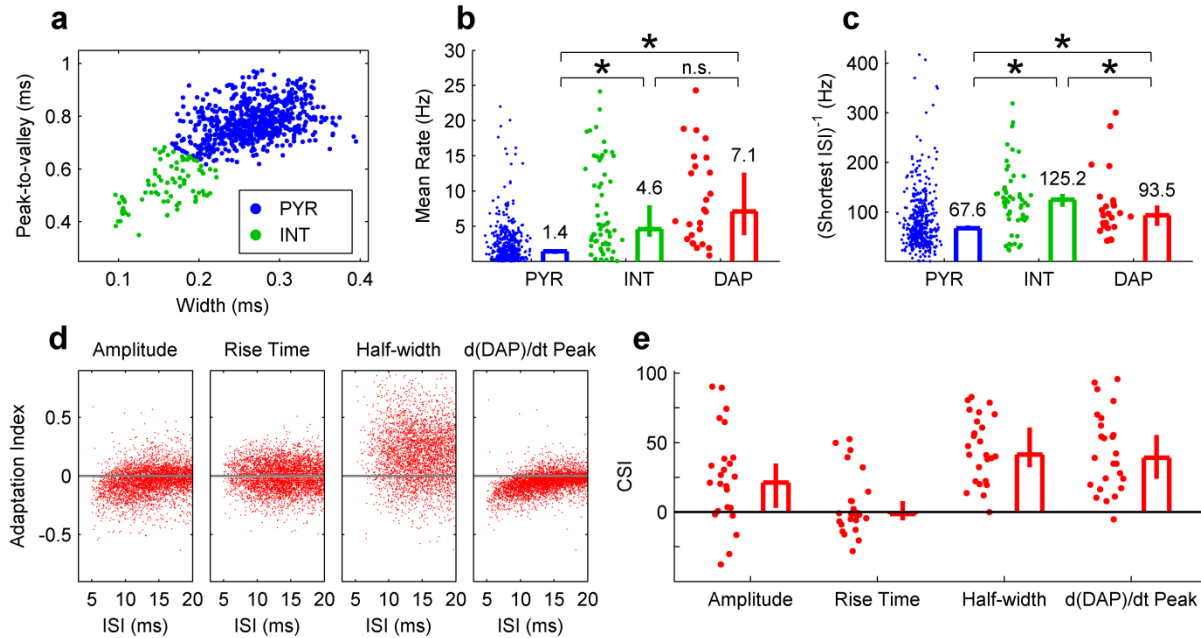 a
Peak-to-valley (ms)
1
0.8
0.6
0.4
0.1
0.2
0.3
0.4
Width (ms)
PYR
INT
b
Mean Rate (Hz)
30
25
20
15
10
5
*
*
n.s.
1.4
4.6
7.1
PYR
INT
DAP
c
(Shortest ISI)⁻¹ (Hz)
400
300
200
100
*
*
*
67.6
125.2
93.5
PYR
INT
DAP
d
Amplitude
Rise Time
Half-width
d(DAP)/dt Peak
Adaptation Index
0.5
0
-0.5
5 10 15 20
5 10 15 20
5 10 15 20
5 10 15 20
ISI (ms)
ISI (ms)
ISI (ms)
ISI (ms)
e
CSI
100
50
0
Amplitude
Rise Time
Half-width
d(DAP)/dt Peak